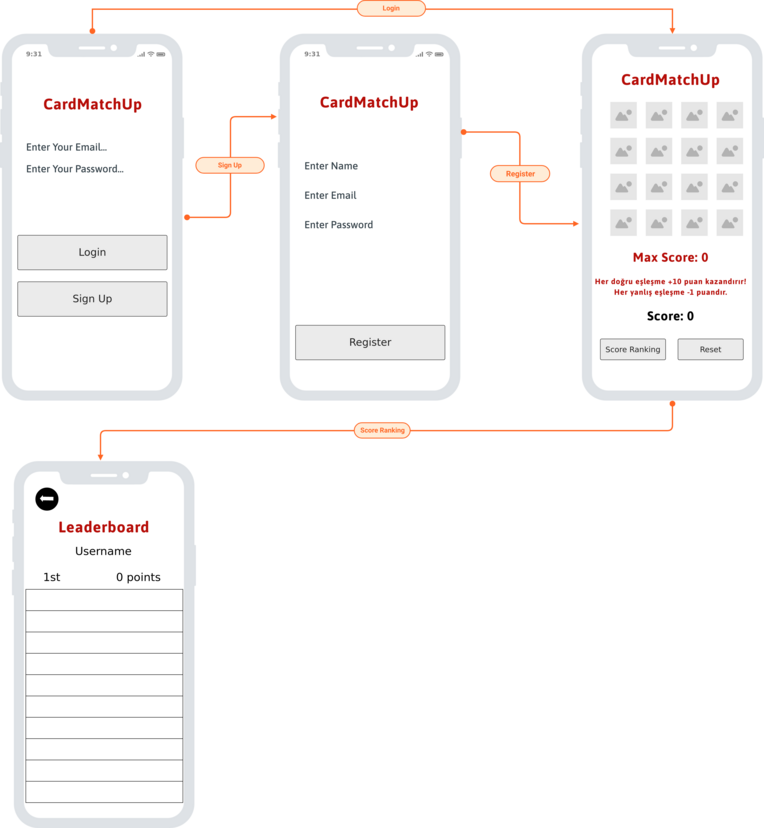 Login
9:31
CardMatchUp
Enter Your Email...
Enter Your Password...
Login
Sign Up
Sign Up
9:31
CardMatchUp
Enter Name
Enter Email
Enter Password
Register
Register
CardMatchUp
Max Score: 0
Her doğru eşleşme +10 puan kazandırır!
Her yanlış eşleşme -1 puandır.
Score: 0
Score Ranking
Reset
Score Ranking
Leaderboard
Username
1st 0 points